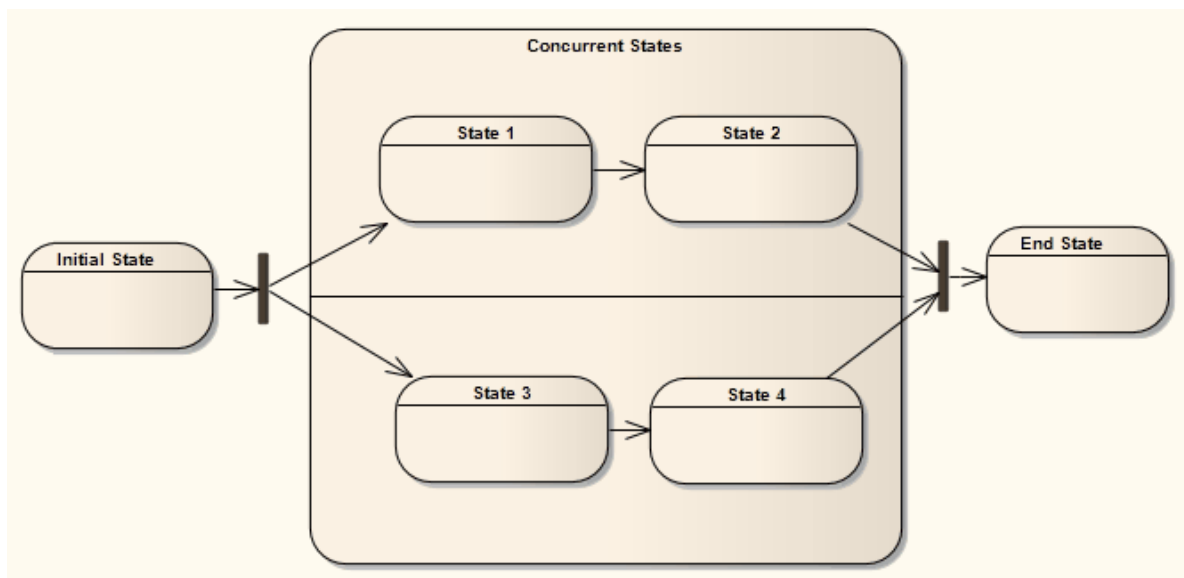 Concurrent States
State 1
State 2
Initial State
End State
State 3
State 4